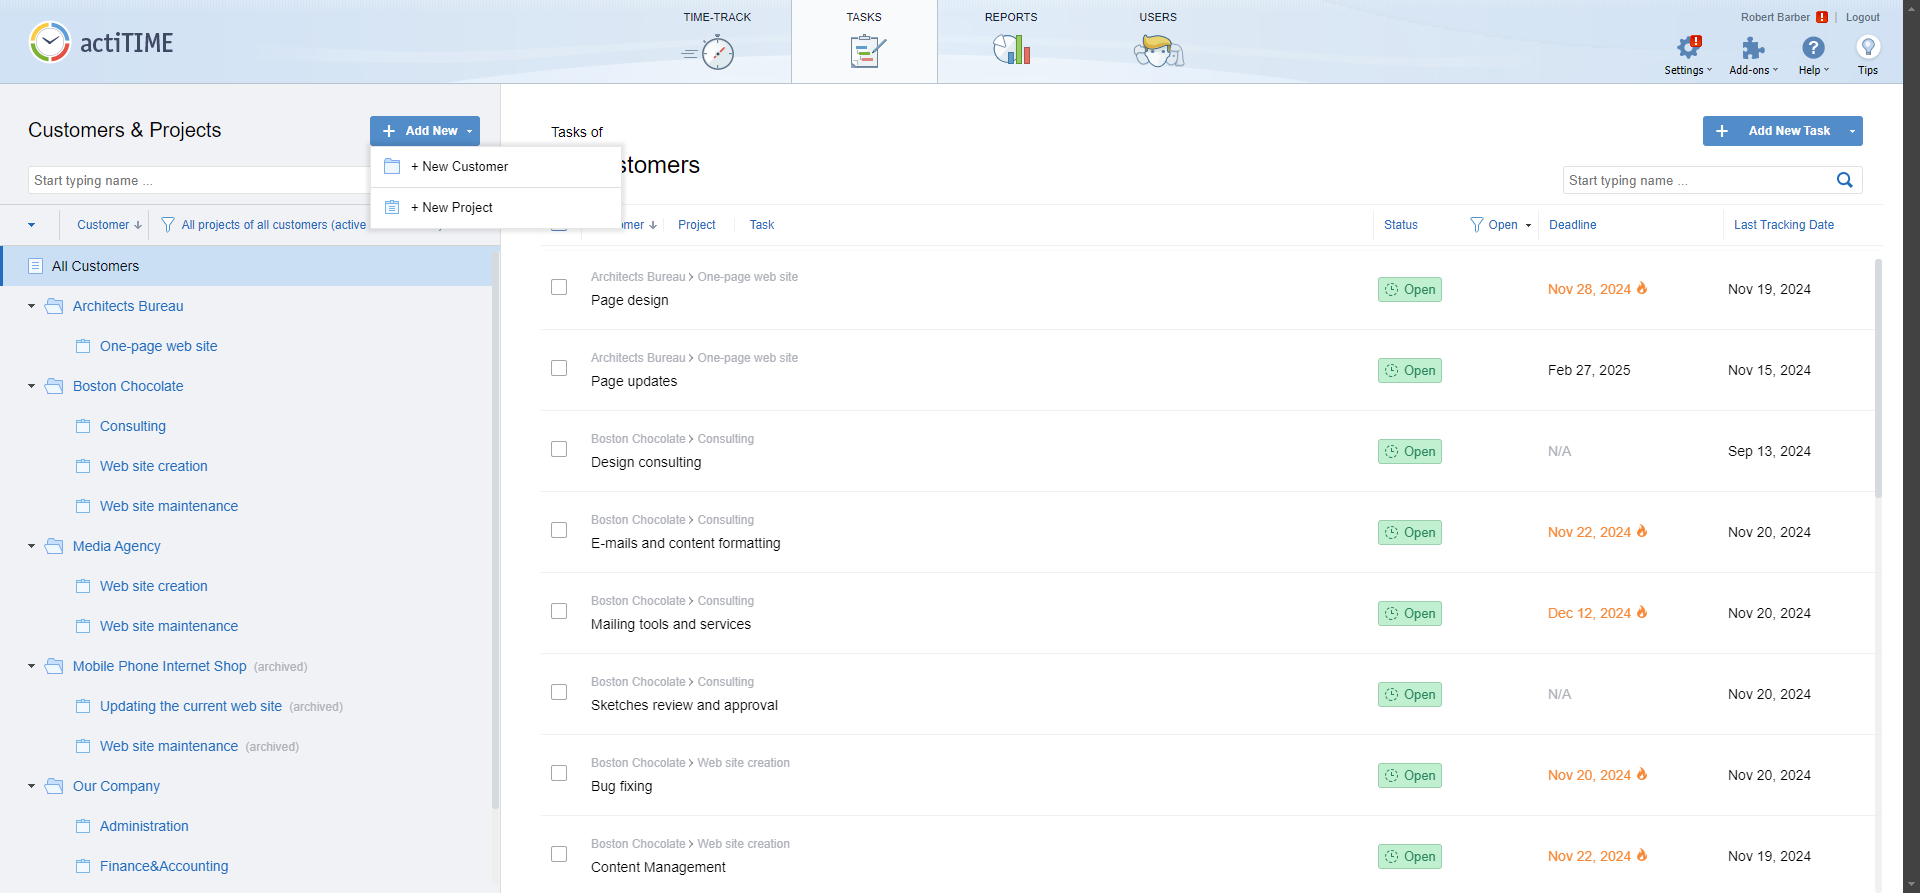 actiTIME
TIME-TRACK
TASKS
REPORTS
USERS
Robert Barber ! | Logout
Settings
Add-ons
Help
Tips
Customers & Projects
+ Add New
Start typing name ...
+ New Customer
+ New Project
Customer
All projects of all customers (active
All Customers
Architects Bureau
One-page web site
Boston Chocolate
Consulting
Web site creation
Web site maintenance
Media Agency
Web site creation
Web site maintenance
Mobile Phone Internet Shop (archived)
Updating the current web site (archived)
Web site maintenance (archived)
Our Company
Administration
Finance&Accounting
Tasks of
stomers
+ Add New Task
Start typing name ...
mer Project Task Status Open Deadline Last Tracking Date
Architects Bureau > One-page web site
Page design Open Nov 28, 2024 Nov 19, 2024
Architects Bureau > One-page web site
Page updates Open Feb 27, 2025 Nov 15, 2024
Boston Chocolate > Consulting
Design consulting Open N/A Sep 13, 2024
Boston Chocolate > Consulting
E-mails and content formatting Open Nov 22, 2024 Nov 20, 2024
Boston Chocolate > Consulting
Mailing tools and services Open Dec 12, 2024 Nov 20, 2024
Boston Chocolate > Consulting
Sketches review and approval Open N/A Nov 20, 2024
Boston Chocolate > Web site creation
Bug fixing Open Nov 20, 2024 Nov 20, 2024
Boston Chocolate > Web site creation
Content Management Open Nov 22, 2024 Nov 19, 2024